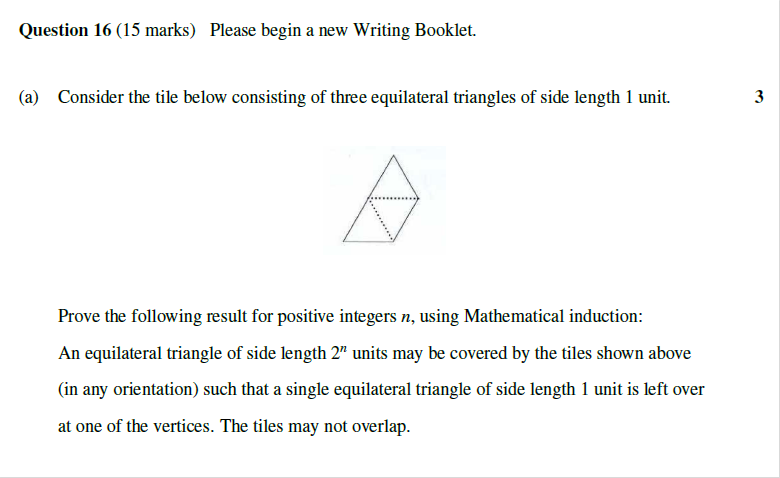 Question 16 (15 marks) Please begin a new Writing Booklet.
(a) Consider the tile below consisting of three equilateral triangles of side length 1 unit. 3
Prove the following result for positive integers n, using Mathematical induction:
An equilateral triangle of side length 2ⁿ units may be covered by the tiles shown above
(in any orientation) such that a single equilateral triangle of side length 1 unit is left over
at one of the vertices. The tiles may not overlap.